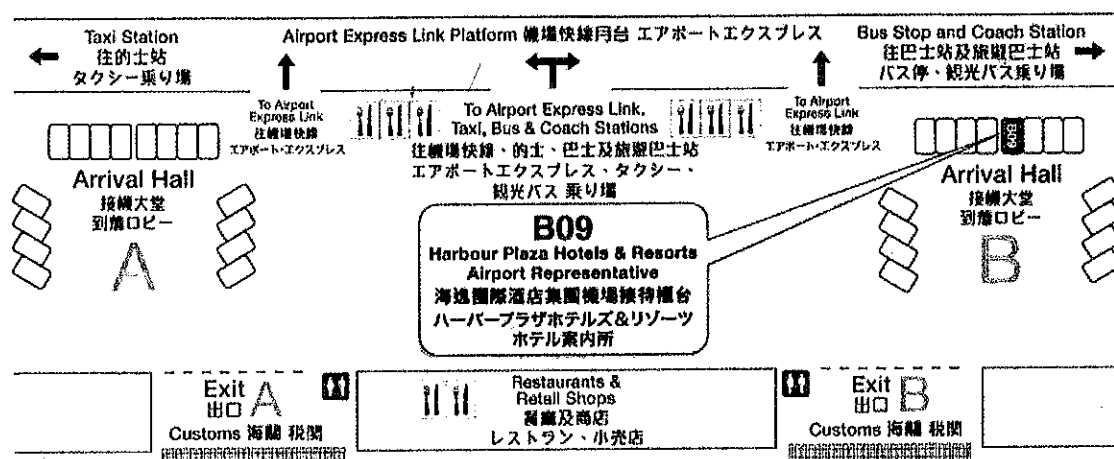 Taxi Station
往的士站
タクシー乗り場
Airport Express Link Platform 機場快線月台 エアポートエクスプレス
Bus Stop and Coach Station
往巴士站及旅遊巴士站
バス停・観光バス乗り場
To Airport
Express Link
往機場快線
エアポート・エクスプレス
To Airport Express Link,
Taxi, Bus & Coach Stations
往機場快線、的士、巴士及旅遊巴士站
エアポートエクスプレス、タクシー、
観光バス 乗り場
To Airport
Express Link
往機場快線
エアポート・エクスプレス
Arrival Hall
接機大堂
到着ロビー
A
B09
Harbour Plaza Hotels & Resorts
Airport Representative
海逸國際酒店集團機場接待櫃台
ハーバープラザホテルズ&リゾーツ
ホテル案内所
B09
Arrival Hall
接機大堂
到着ロビー
B
Exit A
出口
Customs 海關 税関
Restaurants &
Retail Shops
餐廳及商店
レストラン、小売店
Exit B
出口
Customs 海關 税関